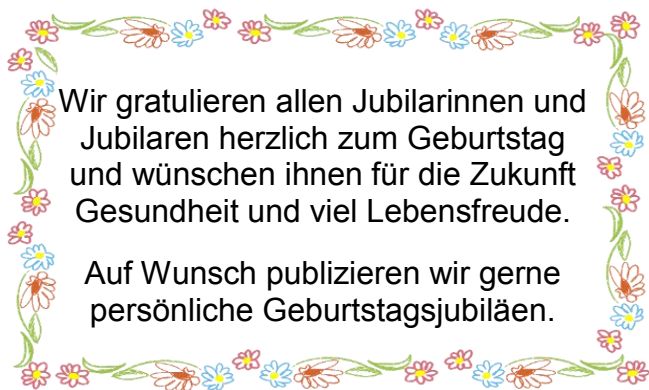 Wir gratulieren allen Jubilarinnen und
Jubilaren herzlich zum Geburtstag
und wünschen ihnen für die Zukunft
Gesundheit und viel Lebensfreude.
Auf Wunsch publizieren wir gerne
persönliche Geburtstagsjubiläen.